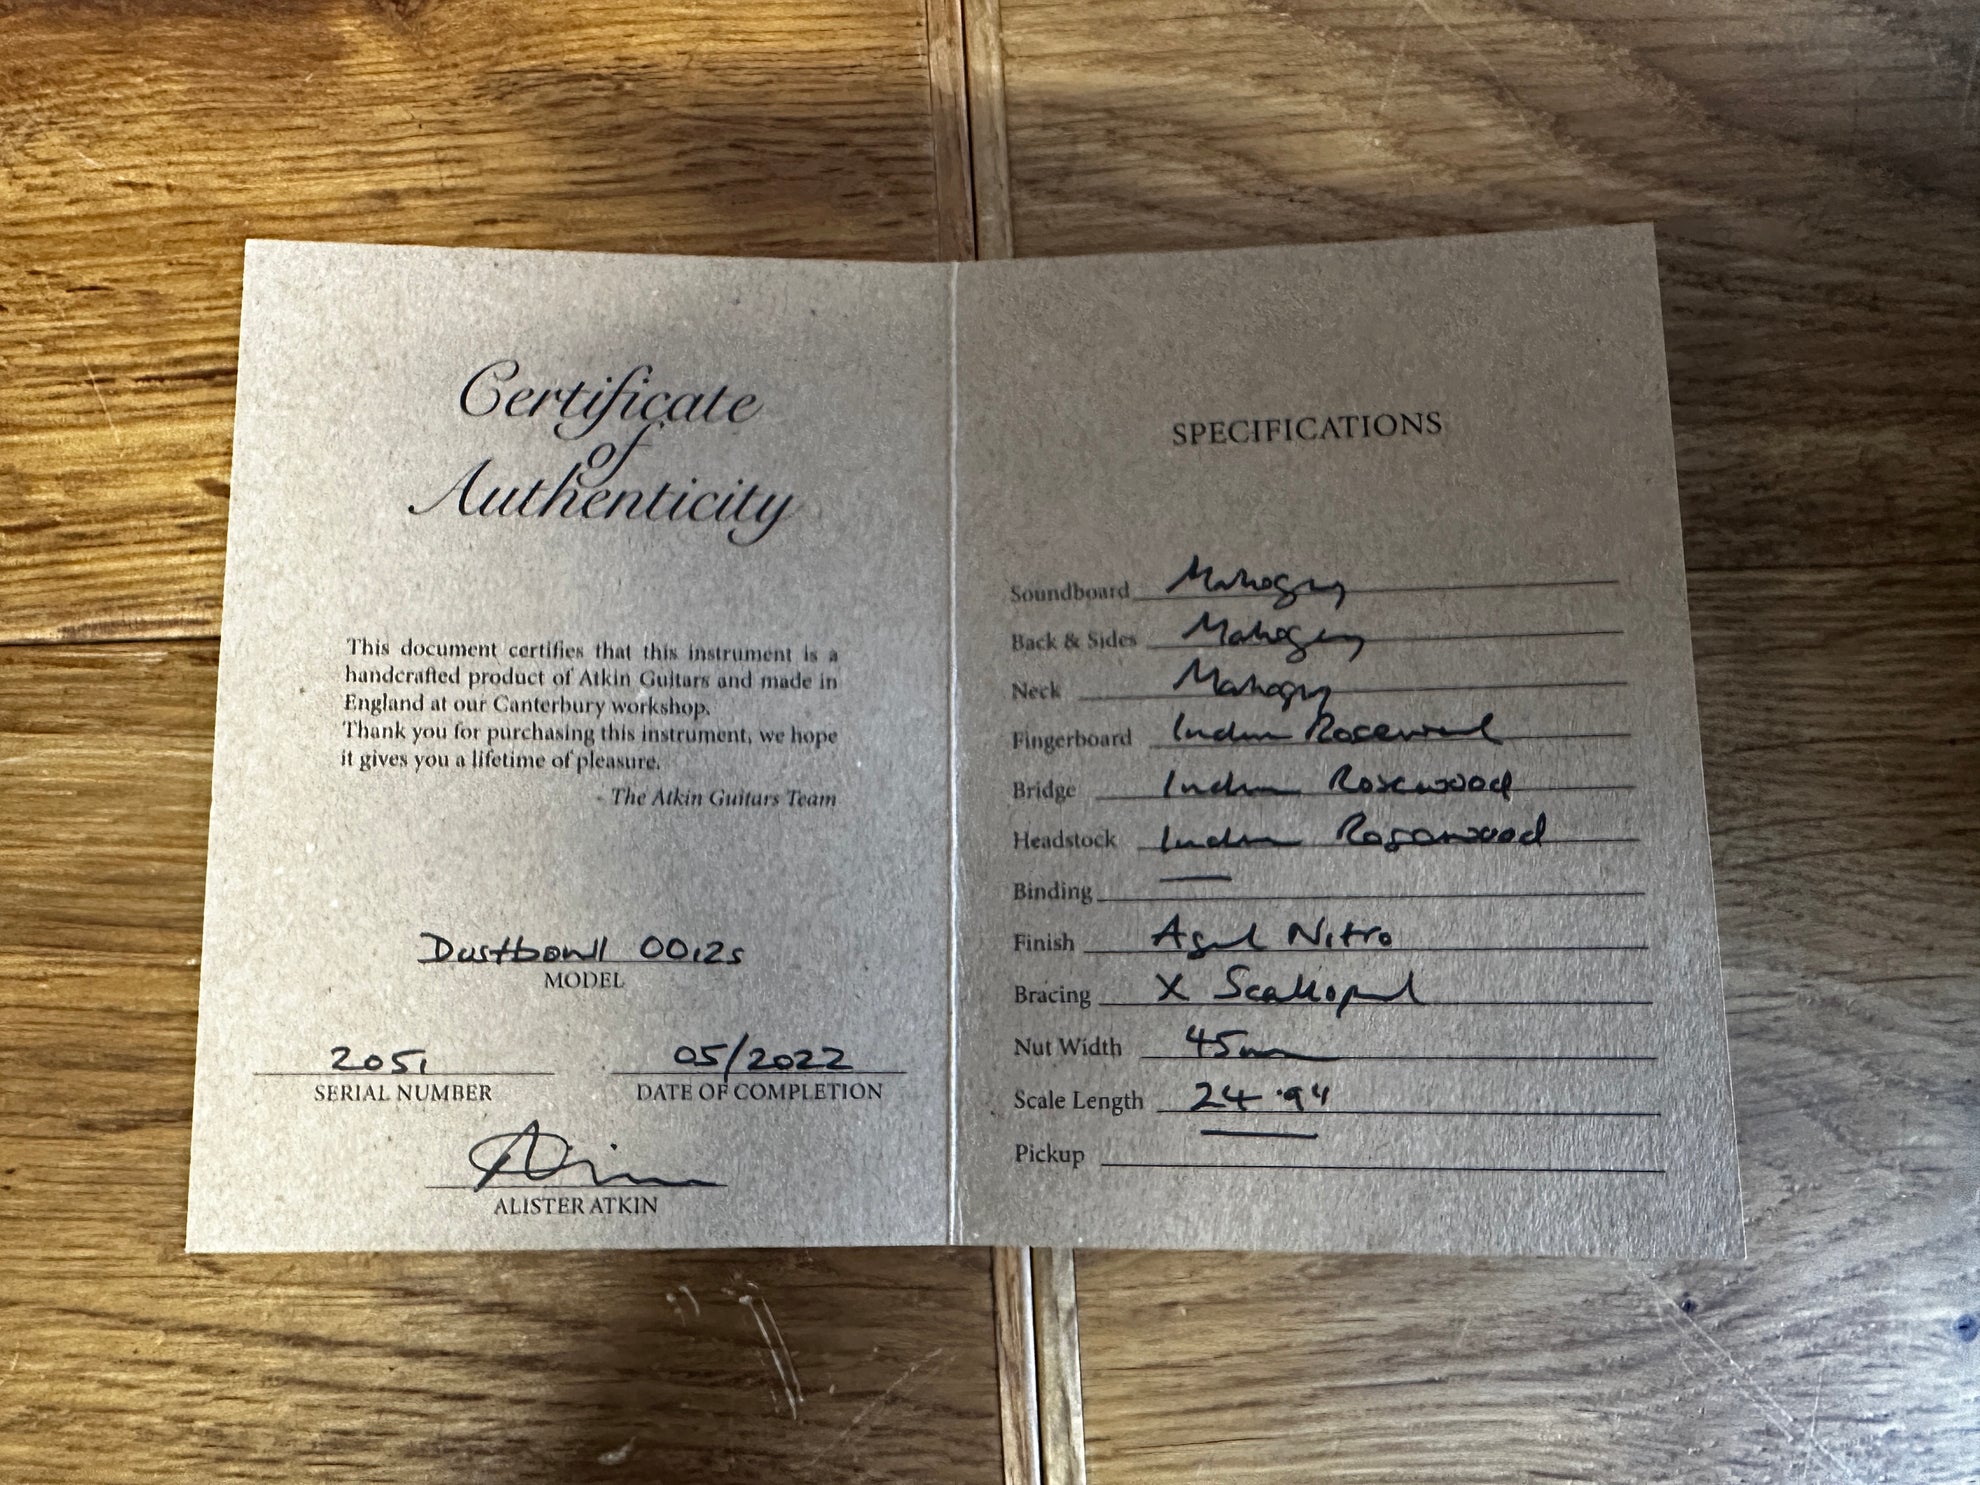 Certificate
of
Authenticity
This document certifies that this instrument is a
handcrafted product of Atkin Guitars and made in
England at our Canterbury workshop.
Thank you for purchasing this instrument, we hope
it gives you a lifetime of pleasure.
- The Atkin Guitars Team
Dustbowl 0012s
MODEL
2051
SERIAL NUMBER
05/2022
DATE OF COMPLETION
ALISTER ATKIN
SPECIFICATIONS
Soundboard Mahogany
Back & Sides Mahogany
Neck Mahogany
Fingerboard Indian Rosewood
Bridge Indian Rosewood
Headstock Indian Rosewood
Binding —
Finish Aged Nitro
Bracing X Scalloped
Nut Width 45mm
Scale Length 24.94
Pickup —